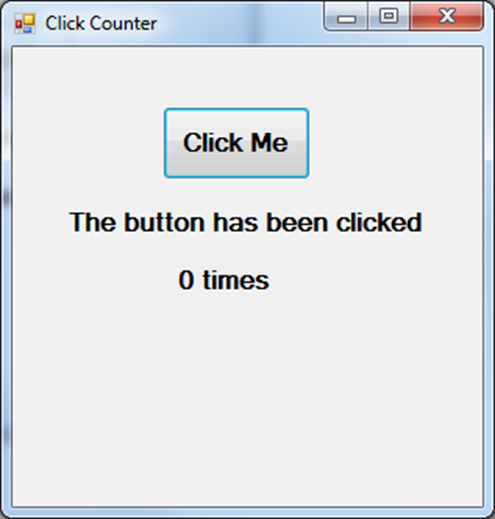 Click Counter
Click Me
The button has been clicked
0 times